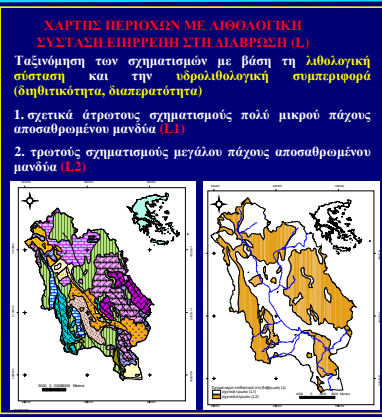 ΧΑΡΤΗΣ ΠΕΡΙΟΧΩΝ ΜΕ ΛΙΘΟΛΟΓΙΚΗ
ΣΥΣΤΑΣΗ ΕΠΙΡΡΕΠΗ ΣΤΗ ΔΙΑΒΡΩΣΗ (L)
Ταξινόμηση των σχηματισμών με βάση τη λιθολογική
σύσταση και την υδρολιθολογική συμπεριφορά
(διηθιτικότητα, διαπερατότητα)
1. σχετικά άτρωτους σχηματισμούς πολύ μικρού πάχους
αποσαθρωμένου μανδύα (L1)
2. τρωτούς σχηματισμούς μεγάλου πάχους αποσαθρωμένου
μανδύα (L2)